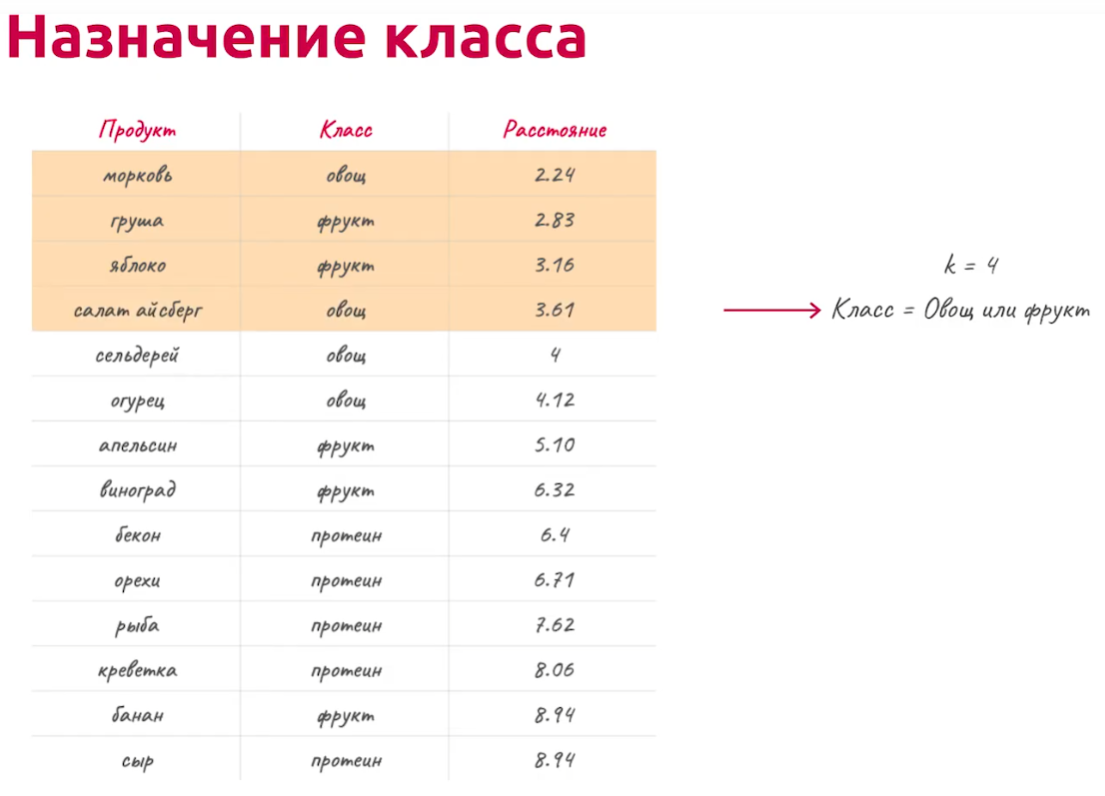 Назначение класса
Продукт Класс Расстояние
морковь овощ 2.24
груша фрукт 2.83
яблоко фрукт 3.16
k = 4
салат айсберг овощ 3.61
Класс = Овощ или фрукт
сельдерей овощ 4
огурец овощ 4.12
апельсин фрукт 5.10
виноград фрукт 6.32
бекон протеин 6.4
орехи протеин 6.71
рыба протеин 7.62
креветка протеин 8.06
банан фрукт 8.94
сыр протеин 8.94